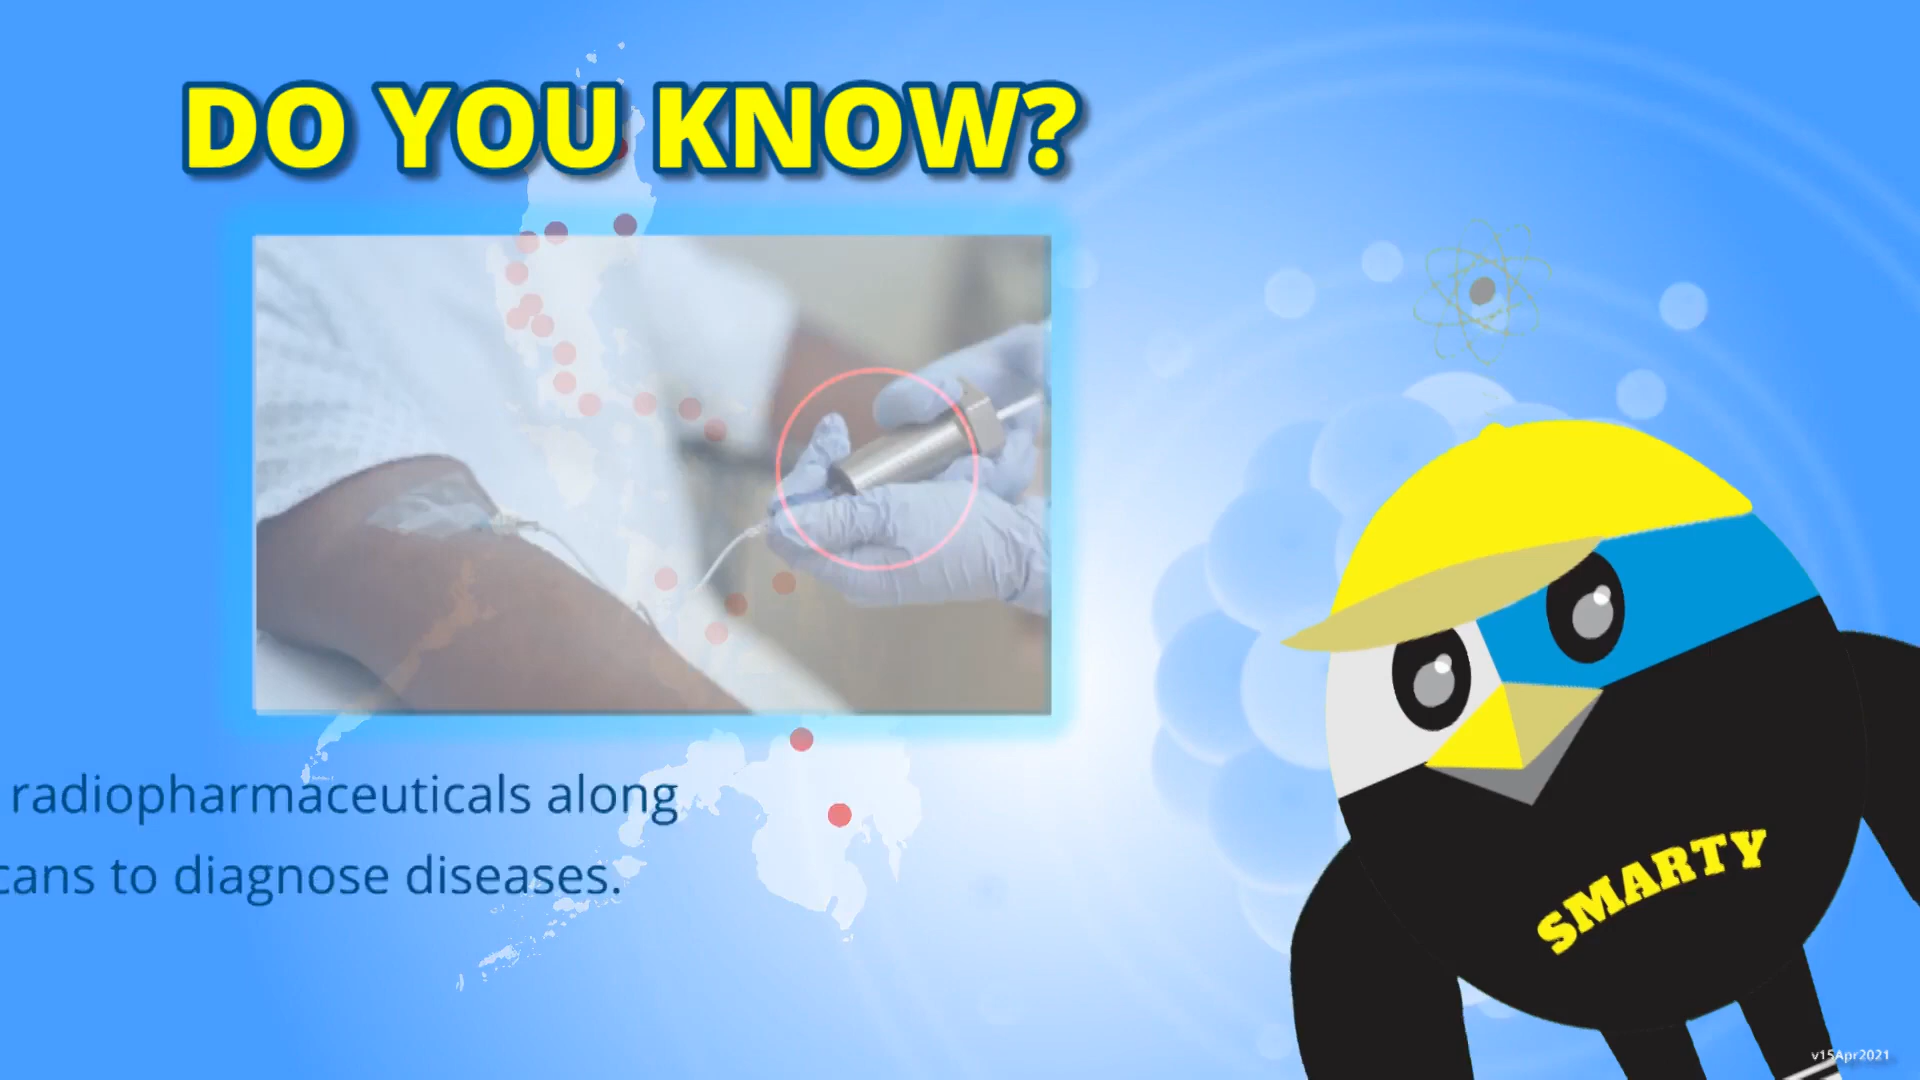 DO YOU KNOW?
radiopharmaceuticals along
cans to diagnose diseases.
SMARTY
v15Apr2021